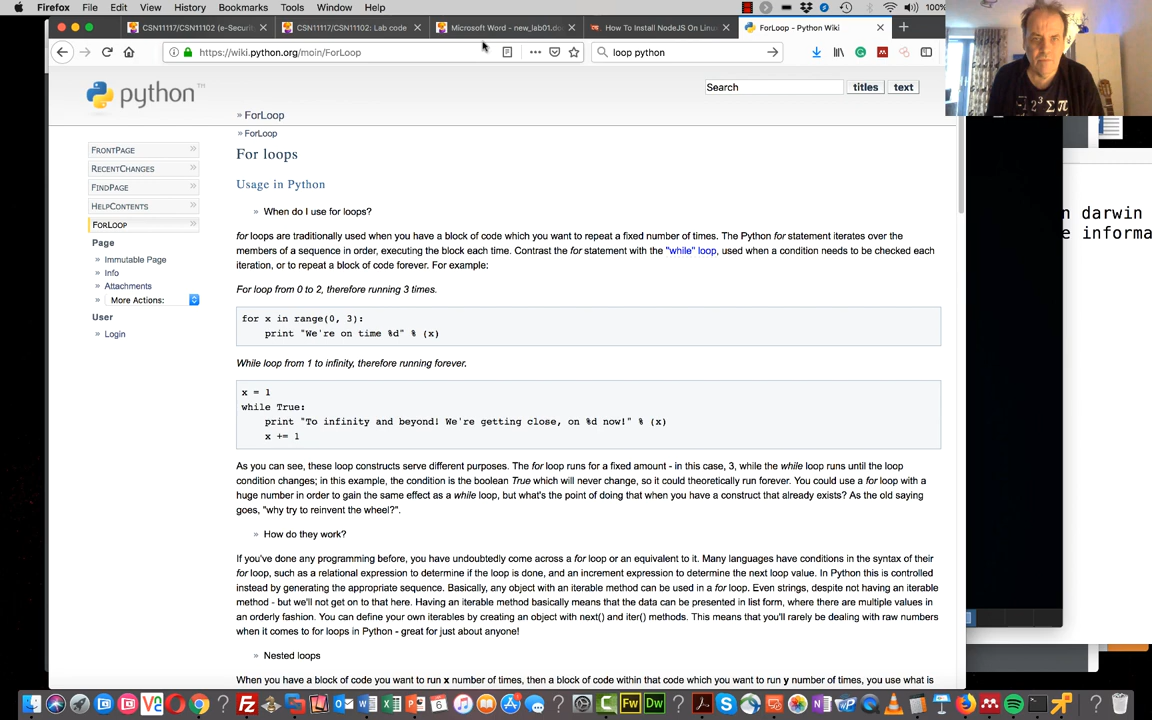 Firefox File Edit View History Bookmarks Tools Window Help 100%
CSN11117/CSN11102 (e-Securi CSN11117/CSN11102: Lab code Microsoft Word - new_lab01.do How To Install NodeJS On Linu ForLoop - Python Wiki
https://wiki.python.org/moin/ForLoop
loop python
python™
Search titles text
» ForLoop
» ForLoop
For loops
Usage in Python
FRONTPAGE
RECENTCHANGES
FINDPAGE
HELPCONTENTS
FORLOOP
Page
» Immutable Page
» Info
» Attachments
» More Actions:
User
» Login
» When do I use for loops?
for loops are traditionally used when you have a block of code which you want to repeat a fixed number of times. The Python for statement iterates over the
members of a sequence in order, executing the block each time. Contrast the for statement with the "while" loop, used when a condition needs to be checked each
iteration, or to repeat a block of code forever. For example:
For loop from 0 to 2, therefore running 3 times.
for x in range(0, 3):
print "We're on time %d" % (x)
While loop from 1 to infinity, therefore running forever.
x = 1
while True:
print "To infinity and beyond! We're getting close, on %d now!" % (x)
x += 1
As you can see, these loop constructs serve different purposes. The for loop runs for a fixed amount - in this case, 3, while the while loop runs until the loop
condition changes; in this example, the condition is the boolean True which will never change, so it could theoretically run forever. You could use a for loop with a
huge number in order to gain the same effect as a while loop, but what's the point of doing that when you have a construct that already exists? As the old saying
goes, "why try to reinvent the wheel?".
» How do they work?
If you've done any programming before, you have undoubtedly come across a for loop or an equivalent to it. Many languages have conditions in the syntax of their
for loop, such as a relational expression to determine if the loop is done, and an increment expression to determine the next loop value. In Python this is controlled
instead by generating the appropriate sequence. Basically, any object with an iterable method can be used in a for loop. Even strings, despite not having an iterable
method - but we'll not get on to that here. Having an iterable method basically means that the data can be presented in list form, where there are multiple values in
an orderly fashion. You can define your own iterables by creating an object with next() and iter() methods. This means that you'll rarely be dealing with raw numbers
when it comes to for loops in Python - great for just about anyone!
» Nested loops
When you have a block of code you want to run x number of times, then a block of code within that code which you want to run y number of times, you use what is
n darwin
e informa
2³ Σ π
Fw Dw